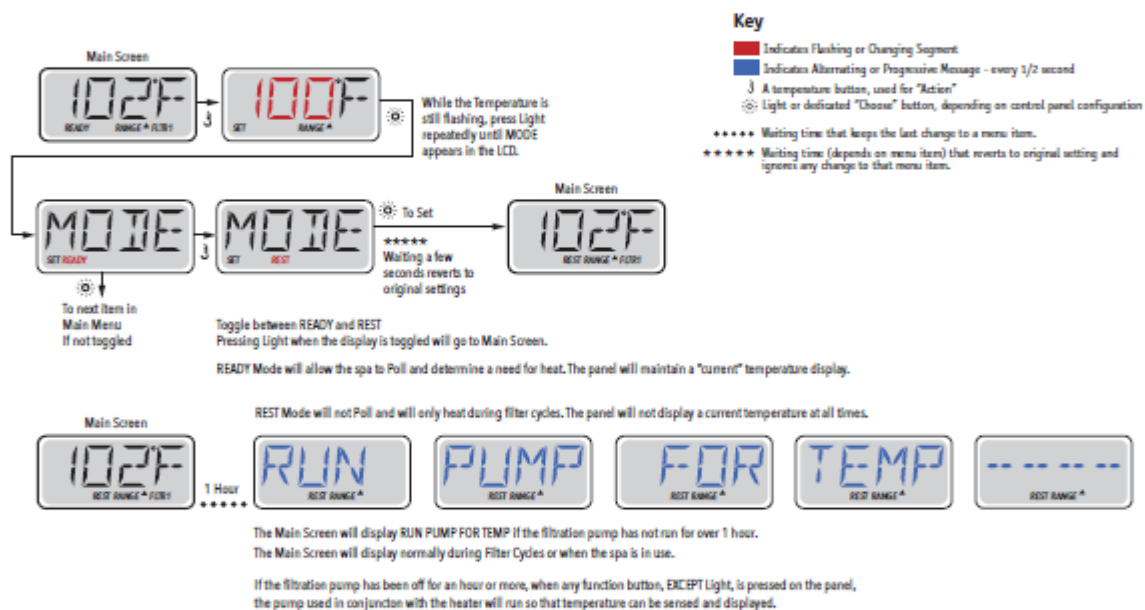 Key
Indicates Flashing or Changing Segment
Indicates Alternating or Progressive Message - every 1/2 second
A temperature button, used for "Action"
Light or dedicated "Choose" button, depending on control panel configuration
Waiting time that keeps the last change to a menu item.
Waiting time (depends on menu item) that reverts to original setting and
ignores any change to that menu item.
Main Screen
102°F
READY RANGE FLTR1
100°F
SET RANGE
While the Temperature is
still flashing, press Light
repeatedly until MODE
appears in the LCD.
MODE
SET READY
MODE
SET REST
To Set
*****
Waiting a few
seconds reverts to
original settings
Main Screen
102°F
REST RANGE FLTR1
To next item in
Main Menu
If not toggled
Toggle between READY and REST
Pressing Light when the display is toggled will go to Main Screen.
READY Mode will allow the spa to Poll and determine a need for heat. The panel will maintain a "current" temperature display.
REST Mode will not Poll and will only heat during filter cycles. The panel will not display a current temperature at all times.
Main Screen
102°F
REST RANGE FLTR1
1 Hour
RUN
REST RANGE
PUMP
REST RANGE
FOR
REST RANGE
TEMP
REST RANGE
----
REST RANGE
The Main Screen will display RUN PUMP FOR TEMP if the filtration pump has not run for over 1 hour.
The Main Screen will display normally during Filter Cycles or when the spa is in use.
If the filtration pump has been off for an hour or more, when any function button, EXCEPT Light, is pressed on the panel,
the pump used in conjuncton with the heater will run so that temperature can be sensed and displayed.